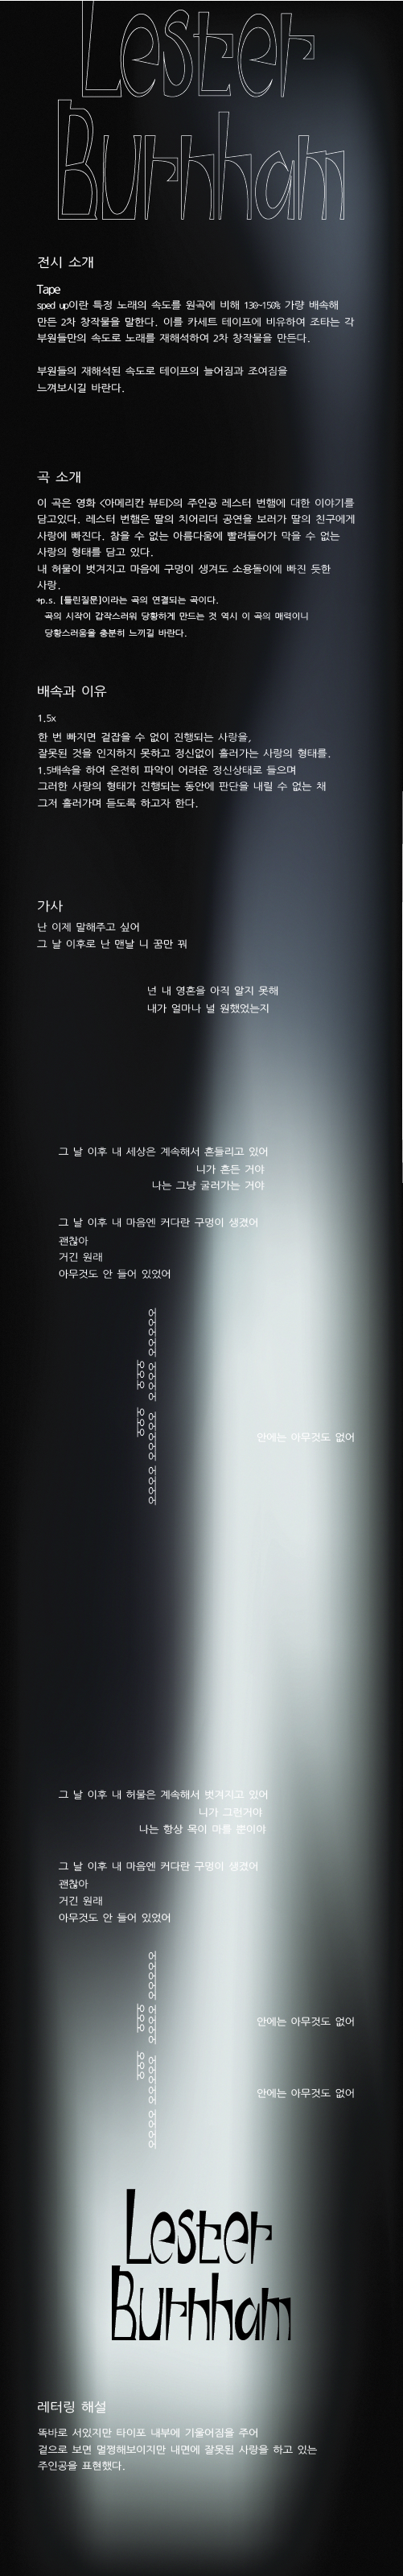 Lester
Burnham
전시 소개
Tape
sped up이란 특정 노래의 속도를 원곡에 비해 130~150% 가량 배속해
만든 2차 창작물을 말한다. 이를 카세트 테이프에 비유하여 조타는 각
부원들만의 속도로 노래를 재해석하여 2차 창작물을 만든다.
부원들의 재해석된 속도로 테이프의 늘어짐과 조여짐을
느껴보시길 바란다.
곡 소개
이 곡은 영화 <아메리칸 뷰티>의 주인공 레스터 번햄에 대한 이야기를
담고있다. 레스터 번햄은 딸의 치어리더 공연을 보러가 딸의 친구에게
사랑에 빠진다. 참을 수 없는 아름다움에 빨려들어가 막을 수 없는
사랑의 형태를 담고 있다.
내 허물이 벗겨지고 마음에 구멍이 생겨도 소용돌이에 빠진 듯한
사랑.
+p.s. [틀린질문]이라는 곡의 연결되는 곡이다.
곡의 시작이 갑작스러워 당황하게 만드는 것 역시 이 곡의 매력이니
당황스러움을 충분히 느끼길 바란다.
배속과 이유
1.5x
한 번 빠지면 겉잡을 수 없이 진행되는 사랑을,
잘못된 것을 인지하지 못하고 정신없이 흘러가는 사랑의 형태를.
1.5배속을 하여 온전히 파악이 어려운 정신상태로 들으며
그러한 사랑의 형태가 진행되는 동안에 판단을 내릴 수 없는 채
그저 흘러가며 듣도록 하고자 한다.
가사
난 이제 말해주고 싶어
그 날 이후로 난 맨날 니 꿈만 꿔
넌 내 영혼을 아직 알지 못해
내가 얼마나 널 원했었는지
그 날 이후 내 세상은 계속해서 흔들리고 있어
니가 흔든 거야
나는 그냥 굴러가는 거야
그 날 이후 내 마음엔 커다란 구멍이 생겼어
괜찮아
거긴 원래
아무것도 안 들어 있었어
어어어어어
오오오
어어어어
오오오
어어어어어
어어어어
안에는 아무것도 없어
그 날 이후 내 허물은 계속해서 벗겨지고 있어
니가 그런거야
나는 항상 목이 마를 뿐이야
그 날 이후 내 마음엔 커다란 구멍이 생겼어
괜찮아
거긴 원래
아무것도 안 들어 있었어
어어어어어
오오오
어어어어
오오오
어어어어어
어어어어
안에는 아무것도 없어
안에는 아무것도 없어
Lester
Burnham
레터링 해설
똑바로 서있지만 타이포 내부에 기울어짐을 주어
겉으로 보면 멀쩡해보이지만 내면에 잘못된 사랑을 하고 있는
주인공을 표현했다.